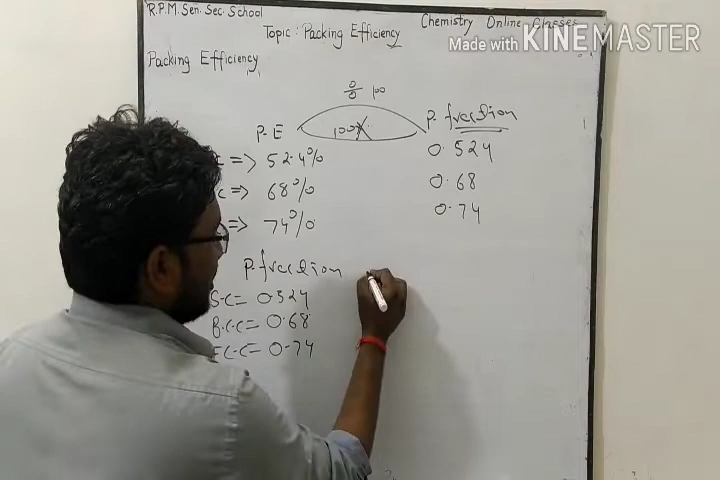 R.P.M. Sen. Sec. School
Chemistry Online Classes
Topic : Packing Efficiency
Made with KINEMASTER
Packing Efficiency
÷ 100
P. E
100 X
P. fraction
=> 52.4%
0.524
c => 68%
0.68
=> 74%
0.74
P. fraction
S.C = 0.524
B.C.C = 0.68
F.C.C = 0.74